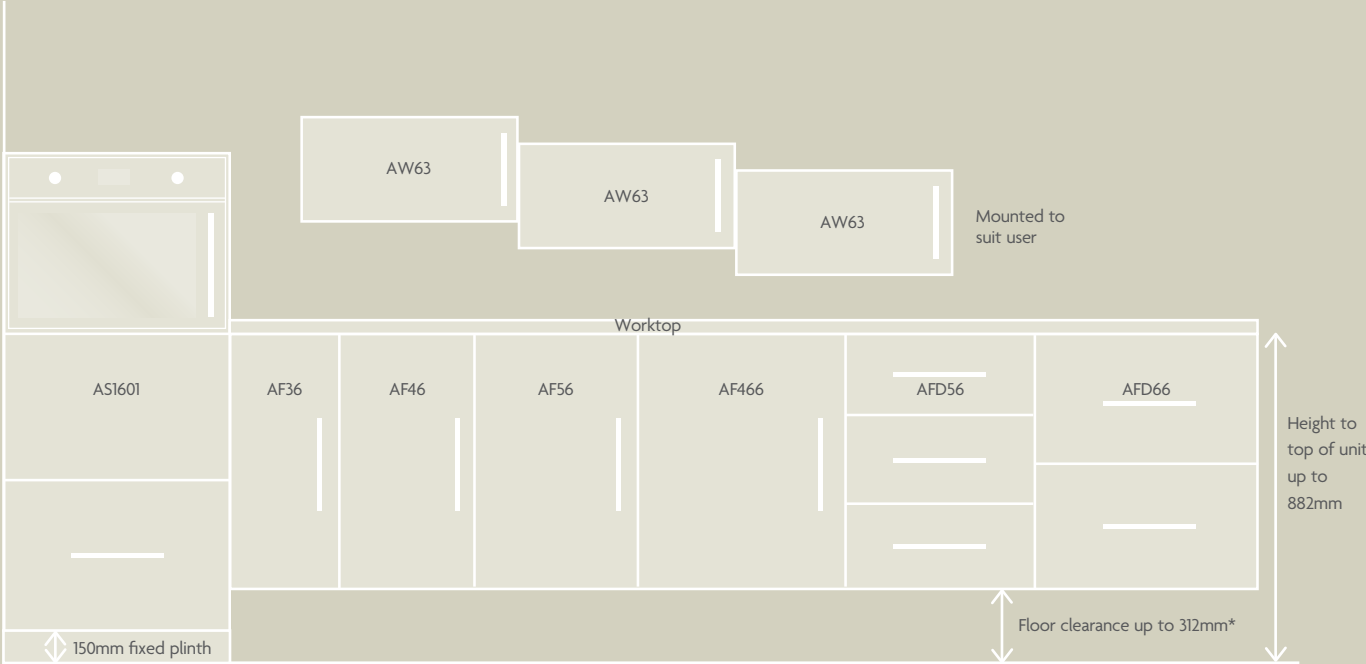 AW63
AW63
AW63
Mounted to
suit user
Worktop
AS1601
AF36
AF46
AF56
AF466
AFD56
AFD66
Height to
top of unit
up to
882mm
Floor clearance up to 312mm*
150mm fixed plinth